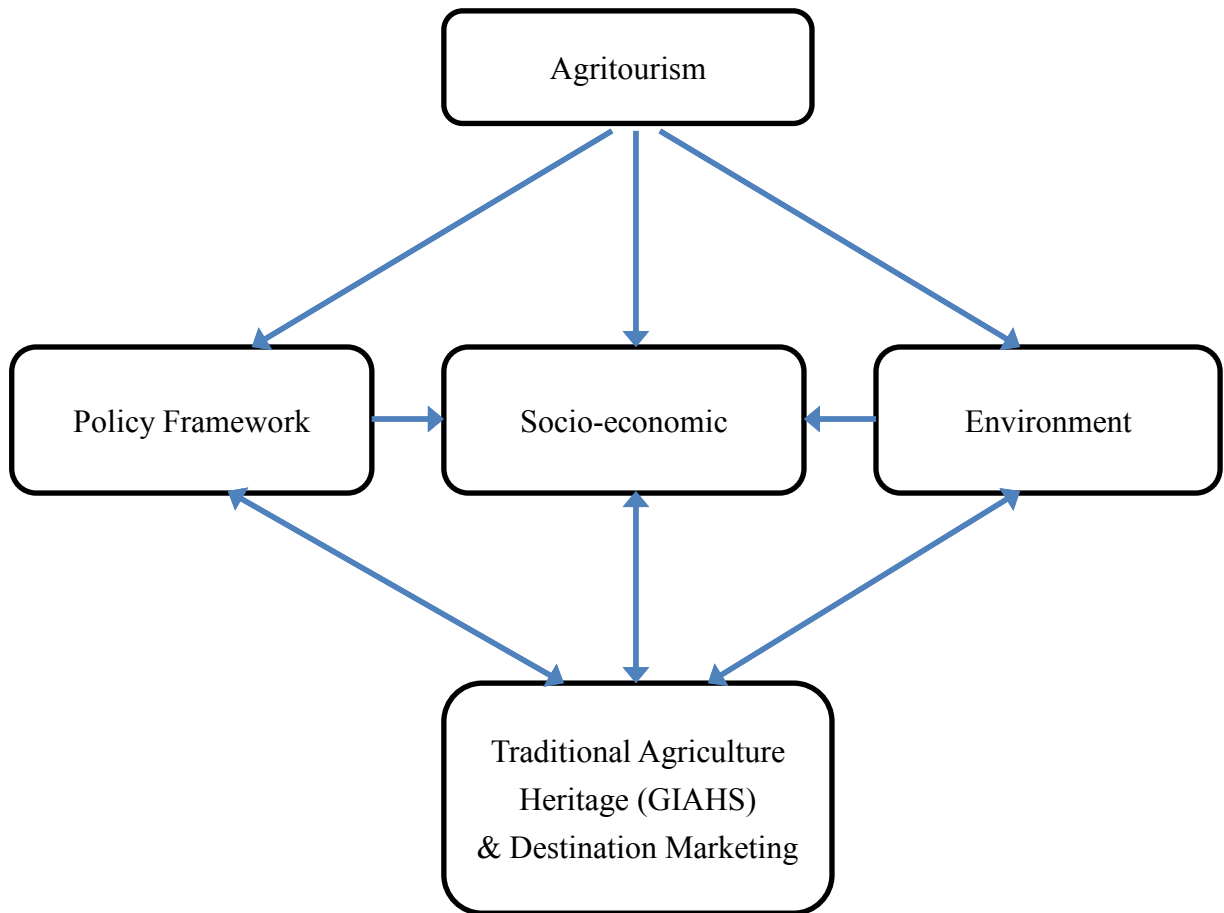 Agritourism
Policy Framework
Socio-economic
Environment
Traditional Agriculture
Heritage (GIAHS)
& Destination Marketing